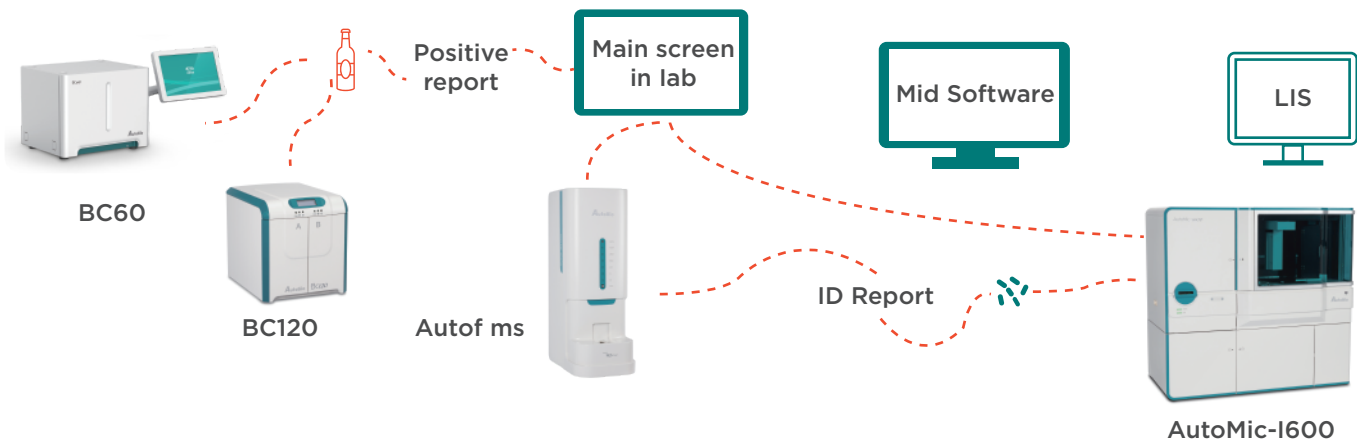 Positive
report
Main screen
in lab
Mid Software
LIS
BC60
A B
BC120
Autof ms
ID Report
AutoMic-I600